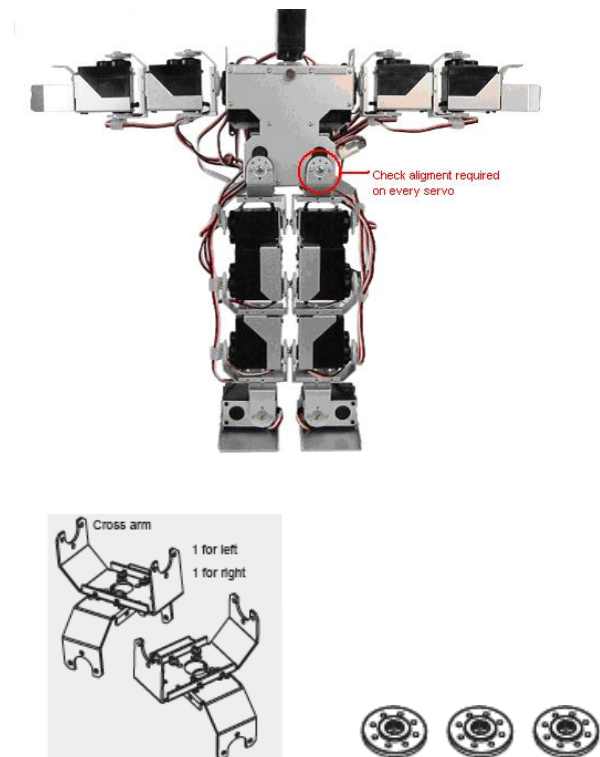 Check aligment required
on every servo
Cross arm
1 for left
1 for right